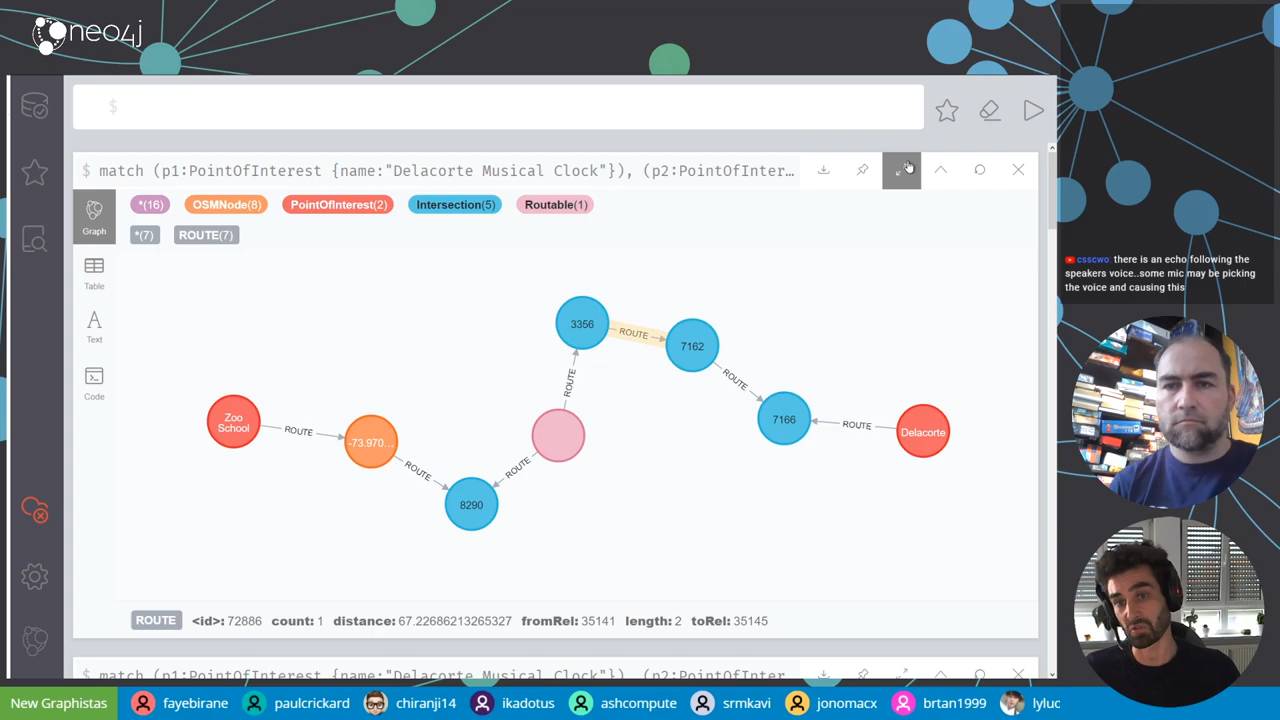 neo4j
$
$ match (p1:PointOfInterest {name:"Delacorte Musical Clock"}), (p2:PointOfInter…
*(16) OSMNode(8) PointOfInterest(2) Intersection(5) Routable(1)
*(7) ROUTE(7)
Graph
Table
Text
Code
there is an echo following the
csscwo: speakers voice..some mic may be picking
the voice and causing this
3356
ROUTE
7162
ROUTE
ROUTE
7166
ROUTE
Delacorte
Zoo
School
ROUTE
-73.970…
ROUTE
ROUTE
8290
ROUTE <id>: 72886 count: 1 distance: 67.22686213265327 fromRel: 35141 length: 2 toRel: 35145
$ match (p1:PointOfInterest {name:"Delacorte Musical Clock"}), (p2:PointOfInter
New Graphistas fayebirane paulcrickard chiranji14 ikadotus ashcompute srmkavi jonomacx brtan1999 lyluo